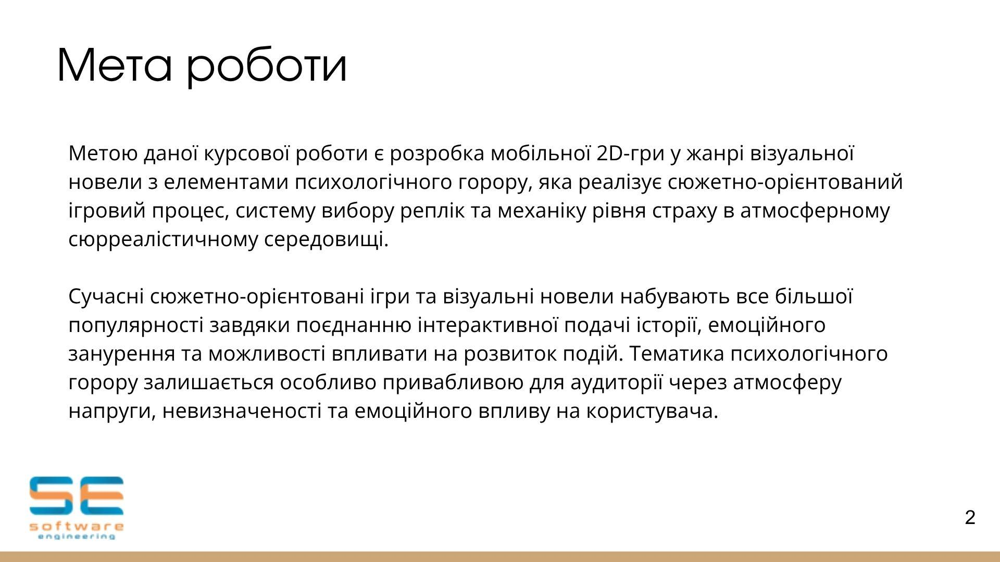 Мета роботи
Метою даної курсової роботи є розробка мобільної 2D-гри у жанрі візуальної
новели з елементами психологічного горору, яка реалізує сюжетно-орієнтований
ігровий процес, систему вибору реплік та механіку рівня страху в атмосферному
сюрреалістичному середовищі.
Сучасні сюжетно-орієнтовані ігри та візуальні новели набувають все більшої
популярності завдяки поєднанню інтерактивної подачі історії, емоційного
занурення та можливості впливати на розвиток подій. Тематика психологічного
горору залишається особливо привабливою для аудиторії через атмосферу
напруги, невизначеності та емоційного впливу на користувача.
SE
software
engineering
2